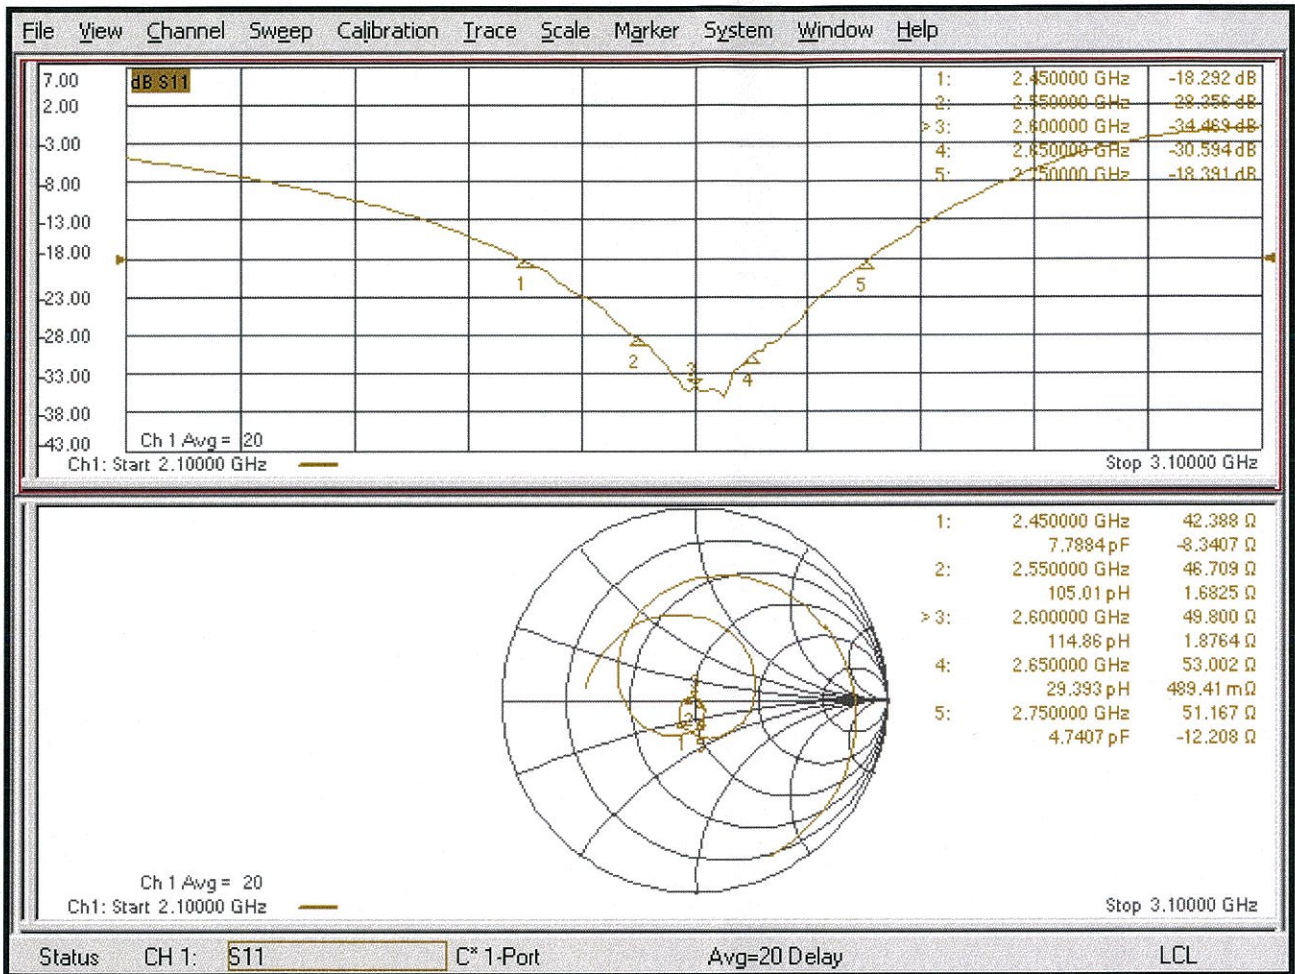 File View Channel Sweep Calibration Trace Scale Marker System Window Help
7.00
dB S11
2.00
-3.00
-8.00
-13.00
-18.00
-23.00
-28.00
-33.00
-38.00
-43.00
1: 2.450000 GHz -18.292 dB
2: 2.550000 GHz -28.356 dB
> 3: 2.600000 GHz -34.469 dB
4: 2.650000 GHz -30.594 dB
5: 2.750000 GHz -18.391 dB
1
2
3
4
5
Ch 1 Avg = 20
Ch1: Start 2.10000 GHz
Stop 3.10000 GHz
1: 2.450000 GHz 42.388 Ω
7.7884 pF -8.3407 Ω
2: 2.550000 GHz 46.709 Ω
105.01 pH 1.6825 Ω
> 3: 2.600000 GHz 49.800 Ω
114.86 pH 1.8764 Ω
4: 2.650000 GHz 53.002 Ω
29.393 pH 489.41 mΩ
5: 2.750000 GHz 51.167 Ω
4.7407 pF -12.208 Ω
2
1
Ch 1 Avg = 20
Ch1: Start 2.10000 GHz
Stop 3.10000 GHz
Status CH 1: S11 C* 1-Port Avg=20 Delay LCL